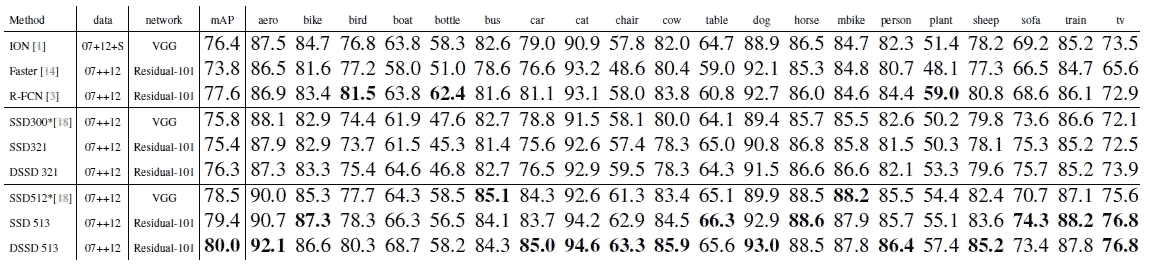 Method data network mAP aero bike bird boat bottle bus car cat chair cow table dog horse mbike person plant sheep sofa train tv
ION [4] 07+12+S VGG 76.4 87.5 84.7 76.8 63.8 58.3 82.6 79.0 90.9 57.8 82.0 64.7 88.9 86.5 84.7 82.3 51.4 78.2 69.2 85.2 73.5
Faster [14] 07++12 Residual-101 73.8 86.5 81.6 77.2 58.0 51.0 78.6 76.6 93.2 48.6 80.4 59.0 92.1 85.3 84.8 80.7 48.1 77.3 66.5 84.7 65.6
R-FCN [3] 07++12 Residual-101 77.6 86.9 83.4 81.5 63.8 62.4 81.6 81.1 93.1 58.0 83.8 60.8 92.7 86.0 84.6 84.4 59.0 80.8 68.6 86.1 72.9
SSD300*[18] 07++12 VGG 75.8 88.1 82.9 74.4 61.9 47.6 82.7 78.8 91.5 58.1 80.0 64.1 89.4 85.7 85.5 82.6 50.2 79.8 73.6 86.6 72.1
SSD321 07++12 Residual-101 75.4 87.9 82.9 73.7 61.5 45.3 81.4 75.6 92.6 57.4 78.3 65.0 90.8 86.8 85.8 81.5 50.3 78.1 75.3 85.2 72.5
DSSD 321 07++12 Residual-101 76.3 87.3 83.3 75.4 64.6 46.8 82.7 76.5 92.9 59.5 78.3 64.3 91.5 86.6 86.6 82.1 53.3 79.6 75.7 85.2 73.9
SSD512*[18] 07++12 VGG 78.5 90.0 85.3 77.7 64.3 58.5 85.1 84.3 92.6 61.3 83.4 65.1 89.9 88.5 88.2 85.5 54.4 82.4 70.7 87.1 75.6
SSD 513 07++12 Residual-101 79.4 90.7 87.3 78.3 66.3 56.5 84.1 83.7 94.2 62.9 84.5 66.3 92.9 88.6 87.9 85.7 55.1 83.6 74.3 88.2 76.8
DSSD 513 07++12 Residual-101 80.0 92.1 86.6 80.3 68.7 58.2 84.3 85.0 94.6 63.3 85.9 65.6 93.0 88.5 87.8 86.4 57.4 85.2 73.4 87.8 76.8